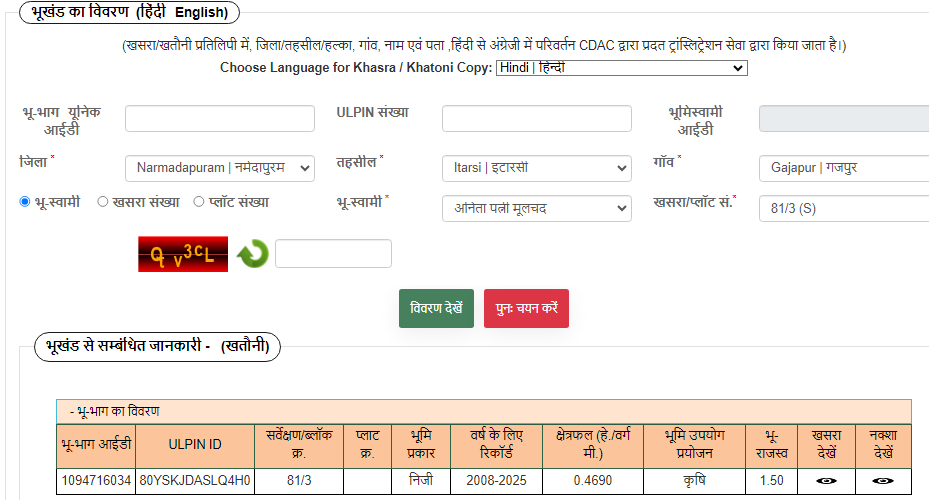 भूखंड का विवरण (हिंदी English)
(खसरा/खतौनी प्रतिलिपी में, जिला/तहसील/हल्का, गांव, नाम एवं पता ,हिंदी से अंग्रेजी में परिवर्तन CDAC द्वारा प्रदत ट्रांस्लिट्रेशन सेवा द्वारा किया जाता है।)
Choose Language for Khasra / Khatoni Copy: Hindi | हिन्दी
भू-भाग यूनिक आईडी ULPIN संख्या भूमिस्वामी आईडी
जिला * Narmadapuram | नर्मदापुरम तहसील * Itarsi | इटारसी गॉव * Gajapur | गजपुर
भू-स्वामी खसरा संख्या प्लॉट संख्या भू-स्वामी * अनिता पत्नी मूलचद खसरा/प्लॉट सं.* 81/3 (S)
Q v3cL
विवरण देखें पुनः चयन करें
भूखंड से सम्बंधित जानकारी - (खतौनी)
- भू-भाग का विवरण
भू-भाग आईडी ULPIN ID सर्वेक्षण/ब्लॉक क्र. प्लाट क्र. भूमि प्रकार वर्ष के लिए रिकॉर्ड क्षेत्रफल (हे./वर्ग मी.) भूमि उपयोग प्रयोजन भू-राजस्व खसरा देखें नक्शा देखें
1094716034 80YSKJDASLQ4H0 81/3 निजी 2008-2025 0.4690 कृषि 1.50